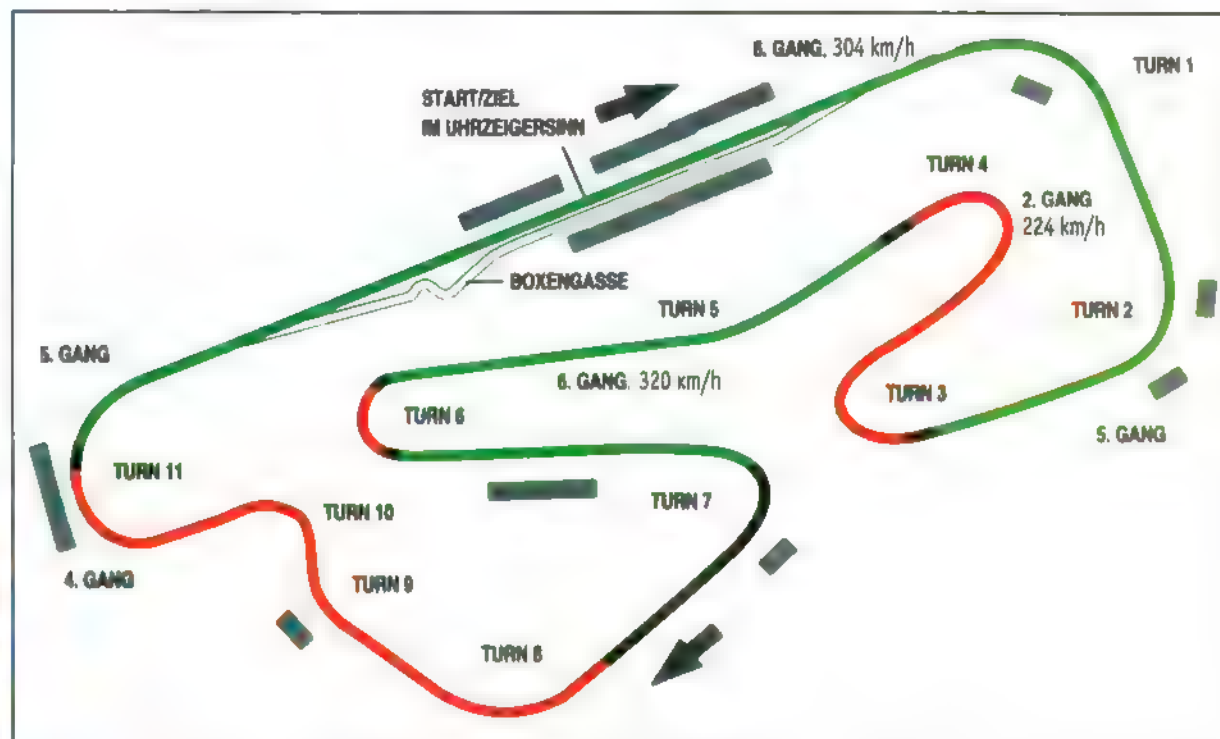 6. GANG, 304 km/h
TURN 1
START/ZIEL
IM UHRZEIGERSINN
TURN 4
2. GANG
224 km/h
BOXENGASSE
TURN 5
TURN 2
5. GANG
6. GANG, 320 km/h
TURN 6
TURN 3
5. GANG
TURN 11
TURN 7
TURN 10
4. GANG
TURN 9
TURN 8